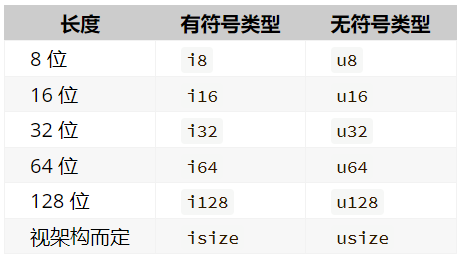 长度 有符号类型 无符号类型
8 位 i8 u8
16 位 i16 u16
32 位 i32 u32
64 位 i64 u64
128 位 i128 u128
视架构而定 isize usize